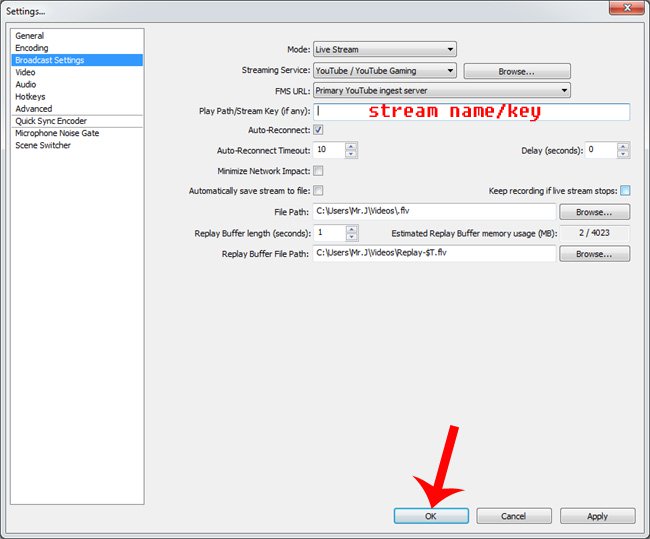 Settings...
General
Encoding
Broadcast Settings
Video
Audio
Hotkeys
Advanced
Quick Sync Encoder
Microphone Noise Gate
Scene Switcher
Mode: Live Stream
Streaming Service: YouTube / YouTube Gaming Browse...
FMS URL: Primary YouTube ingest server
Play Path/Stream Key (if any): stream name/key
Auto-Reconnect:
Auto-Reconnect Timeout: 10 Delay (seconds): 0
Minimize Network Impact:
Automatically save stream to file: Keep recording if live stream stops:
File Path: C:\Users\Mr.J\Videos\.flv Browse...
Replay Buffer length (seconds): 1 Estimated Replay Buffer memory usage (MB): 2 / 4023
Replay Buffer File Path: C:\Users\Mr.J\Videos\Replay-$T.flv Browse...
OK Cancel Apply